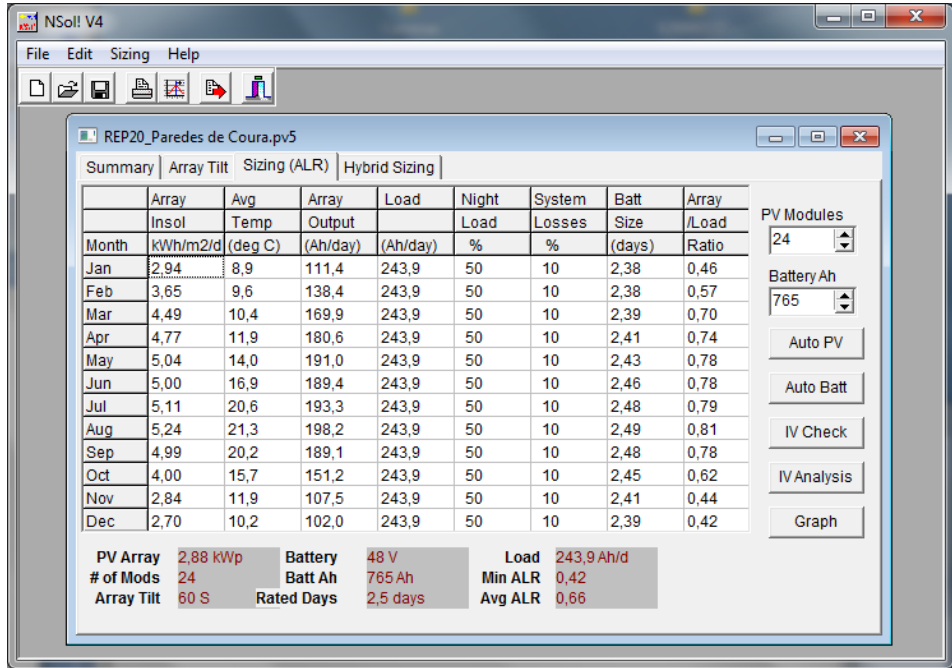 NSol! V4
File Edit Sizing Help
REP20_Paredes de Coura.pv5
Summary Array Tilt Sizing (ALR) Hybrid Sizing
Array Avg Array Load Night System Batt Array
Insol Temp Output Load Losses Size /Load
Month kWh/m2/d (deg C) (Ah/day) (Ah/day) % % (days) Ratio
Jan 2,94 8,9 111,4 243,9 50 10 2,38 0,46
Feb 3,65 9,6 138,4 243,9 50 10 2,38 0,57
Mar 4,49 10,4 169,9 243,9 50 10 2,39 0,70
Apr 4,77 11,9 180,6 243,9 50 10 2,41 0,74
May 5,04 14,0 191,0 243,9 50 10 2,43 0,78
Jun 5,00 16,9 189,4 243,9 50 10 2,46 0,78
Jul 5,11 20,6 193,3 243,9 50 10 2,48 0,79
Aug 5,24 21,3 198,2 243,9 50 10 2,49 0,81
Sep 4,99 20,2 189,1 243,9 50 10 2,48 0,78
Oct 4,00 15,7 151,2 243,9 50 10 2,45 0,62
Nov 2,84 11,9 107,5 243,9 50 10 2,41 0,44
Dec 2,70 10,2 102,0 243,9 50 10 2,39 0,42
PV Modules
24
Battery Ah
765
Auto PV
Auto Batt
IV Check
IV Analysis
Graph
PV Array 2,88 kWp Battery 48 V Load 243,9 Ah/d
# of Mods 24 Batt Ah 765 Ah Min ALR 0,42
Array Tilt 60 S Rated Days 2,5 days Avg ALR 0,66